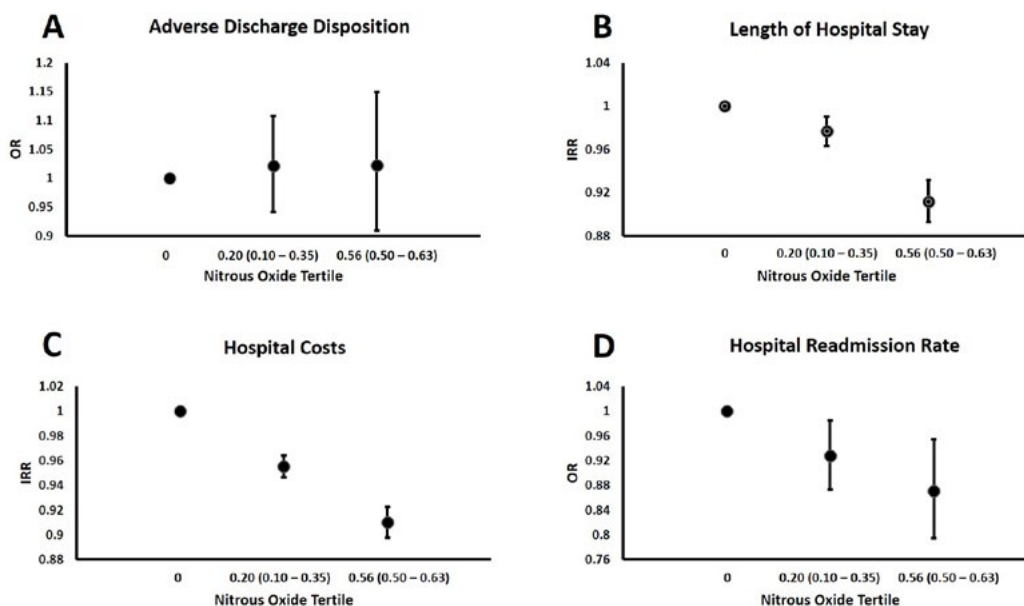 A
Adverse Discharge Disposition
1.2
1.15
1.1
1.05
1
0.95
0.9
OR
0
0.20 (0.10 – 0.35)
0.56 (0.50 – 0.63)
Nitrous Oxide Tertile
B
Length of Hospital Stay
1.04
1
0.96
0.92
0.88
IRR
0
0.20 (0.10 – 0.35)
0.56 (0.50 – 0.63)
Nitrous Oxide Tertile
C
Hospital Costs
1.02
1
0.98
0.96
0.94
0.92
0.9
0.88
IRR
0
0.20 (0.10 – 0.35)
0.56 (0.50 – 0.63)
Nitrous Oxide Tertile
D
Hospital Readmission Rate
1.04
1
0.96
0.92
0.88
0.84
0.8
0.76
OR
0
0.20 (0.10 – 0.35)
0.56 (0.50 – 0.63)
Nitrous Oxide Tertile